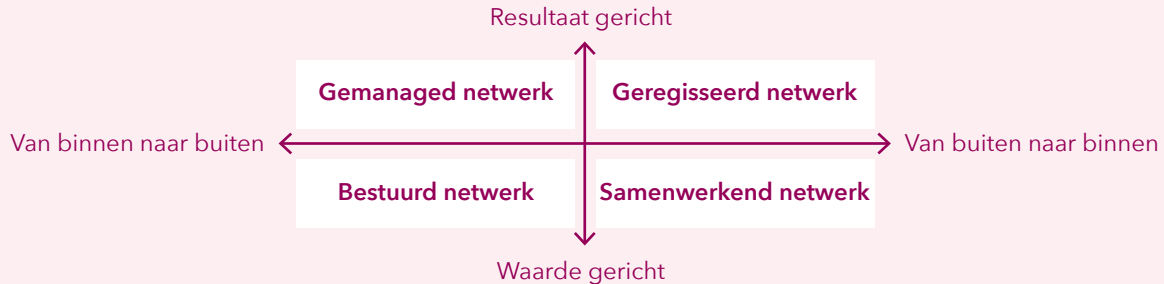 Resultaat gericht
Gemanaged netwerk
Geregisseerd netwerk
Van binnen naar buiten
Van buiten naar binnen
Bestuurd netwerk
Samenwerkend netwerk
Waarde gericht